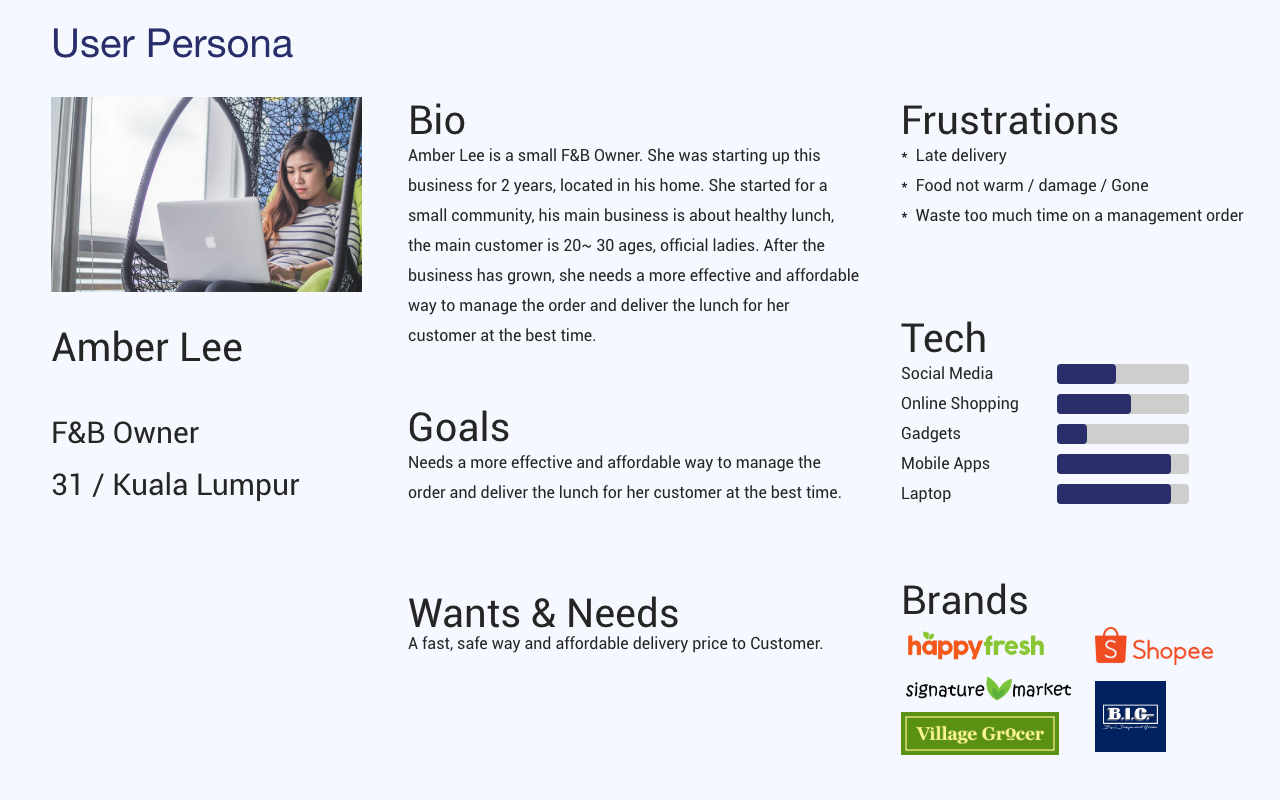 User Persona
Amber Lee
F&B Owner
31 / Kuala Lumpur
Bio
Amber Lee is a small F&B Owner. She was starting up this
business for 2 years, located in his home. She started for a
small community, his main business is about healthy lunch,
the main customer is 20~ 30 ages, official ladies. After the
business has grown, she needs a more effective and affordable
way to manage the order and deliver the lunch for her
customer at the best time.
Goals
Needs a more effective and affordable way to manage the
order and deliver the lunch for her customer at the best time.
Wants & Needs
A fast, safe way and affordable delivery price to Customer.
Frustrations
* Late delivery
* Food not warm / damage / Gone
* Waste too much time on a management order
Tech
Social Media
Online Shopping
Gadgets
Mobile Apps
Laptop
Brands
happyfresh
Shopee
signature market
B.I.G.
Village Grocer